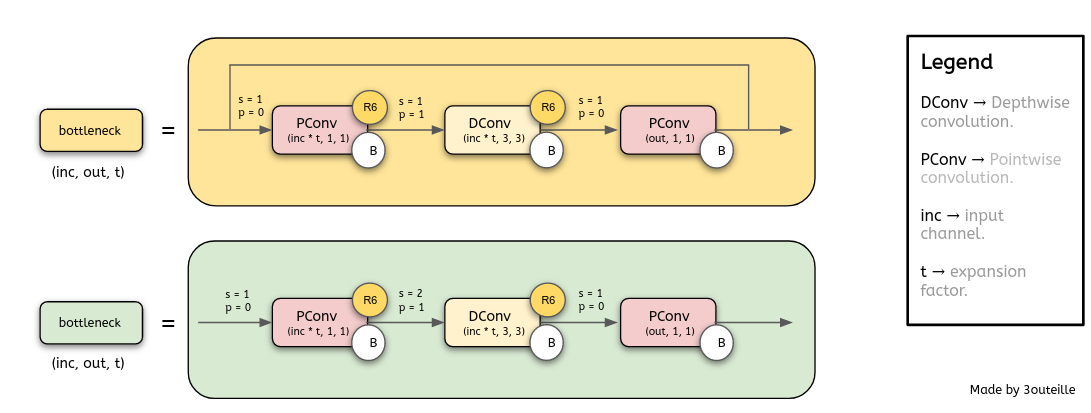 bottleneck
(inc, out, t)
=
s = 1
p = 0
PConv
(inc * t, 1, 1)
R6
B
s = 1
p = 1
DConv
(inc * t, 3, 3)
R6
B
s = 1
p = 0
PConv
(out, 1, 1)
B
bottleneck
(inc, out, t)
=
s = 1
p = 0
PConv
(inc * t, 1, 1)
R6
B
s = 2
p = 1
DConv
(inc * t, 3, 3)
R6
B
s = 1
p = 0
PConv
(out, 1, 1)
B
Legend
DConv → Depthwise
convolution.
PConv → Pointwise
convolution.
inc → input
channel.
t → expansion
factor.
Made by 3outeille